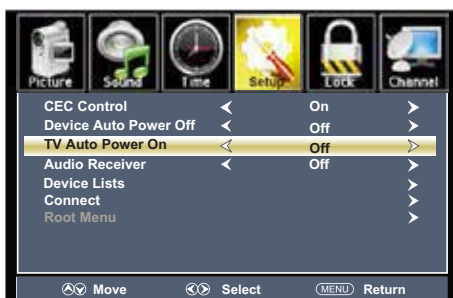 Picture Sound Time Setup Lock Channel
CEC Control On
Device Auto Power Off Off
TV Auto Power On Off
Audio Receiver Off
Device Lists
Connect
Root Menu
Move Select MENU Return